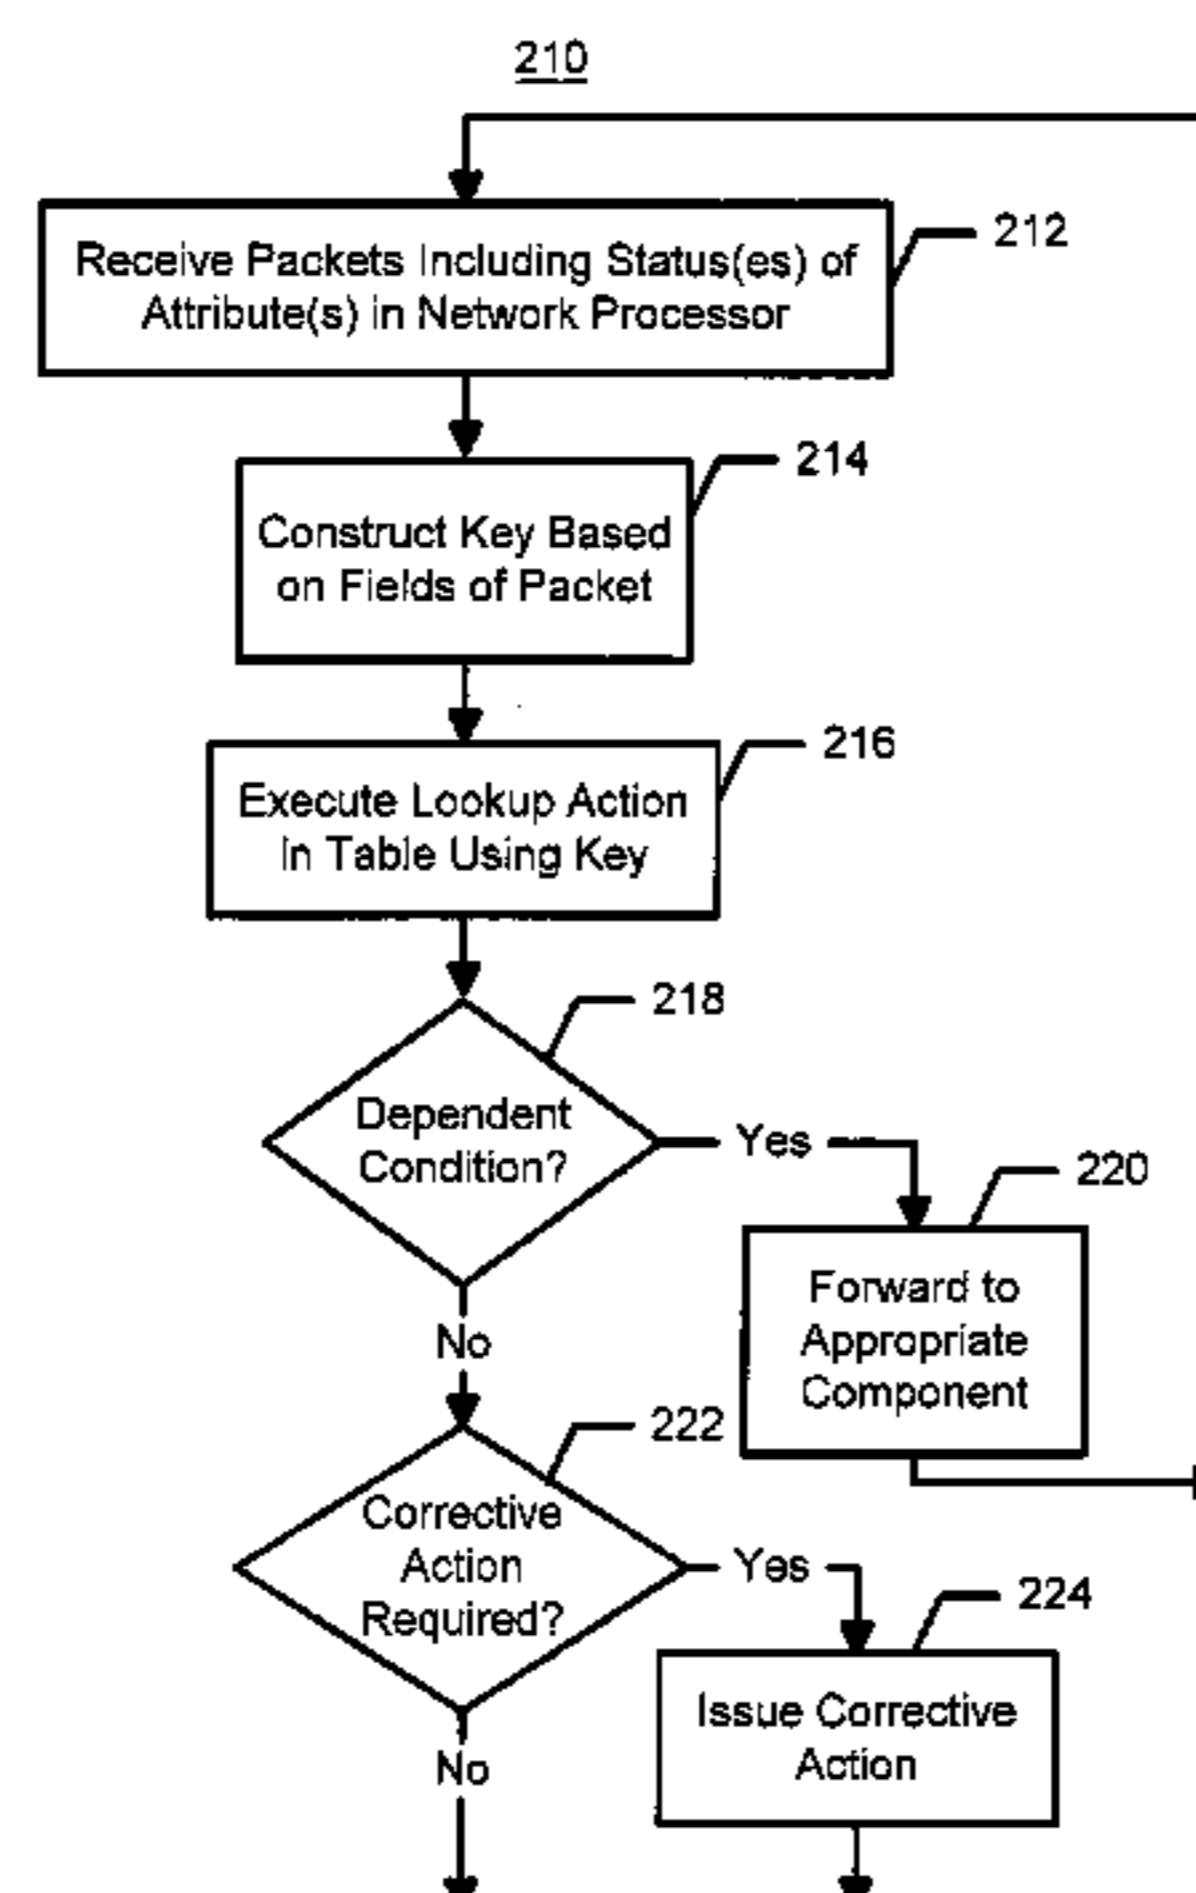 210
Receive Packets Including Status(es) of
Attribute(s) in Network Processor
212
214
Construct Key Based
on Fields of Packet
216
Execute Lookup Action
In Table Using Key
218
Dependent
Condition?
Yes
220
Forward to
Appropriate
Component
No
222
Corrective
Action
Required?
Yes
224
Issue Corrective
Action
No